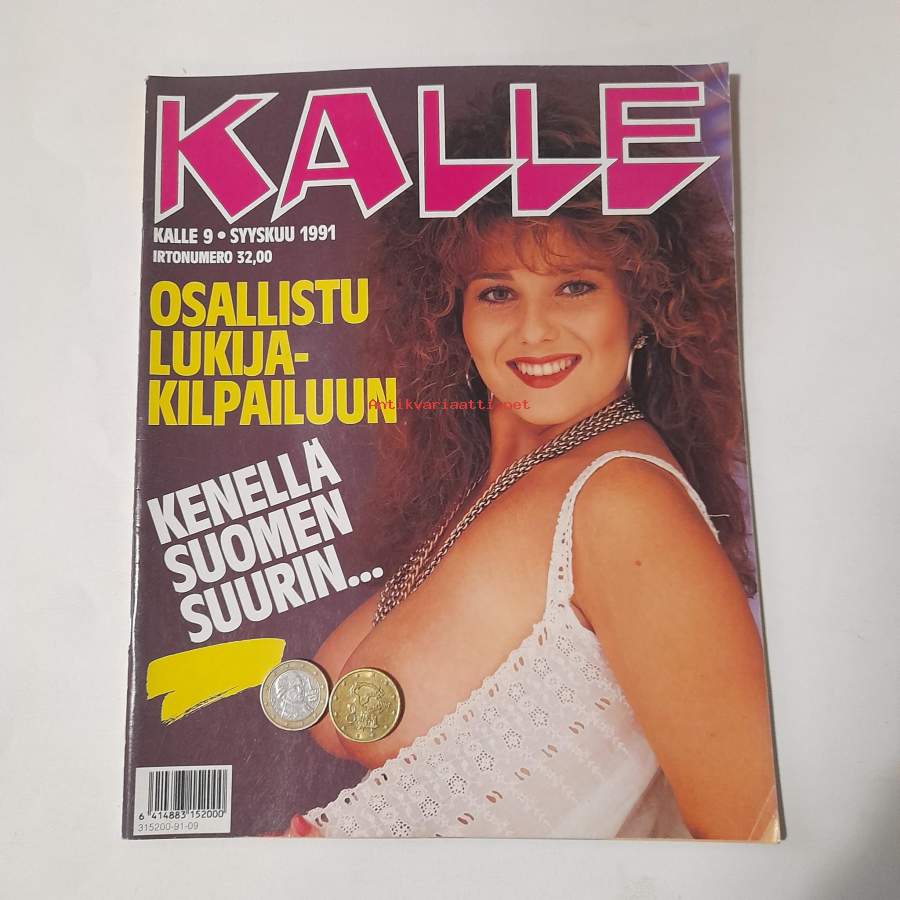 KALLE
KALLE 9 • SYYSKUU 1991
IRTONUMERO 32,00
OSALLISTU
LUKIJA-
KILPAILUUN
Antikvariaatti.net
KENELLÄ
SUOMEN
SUURIN...
6 414883 152000
315200-91-09